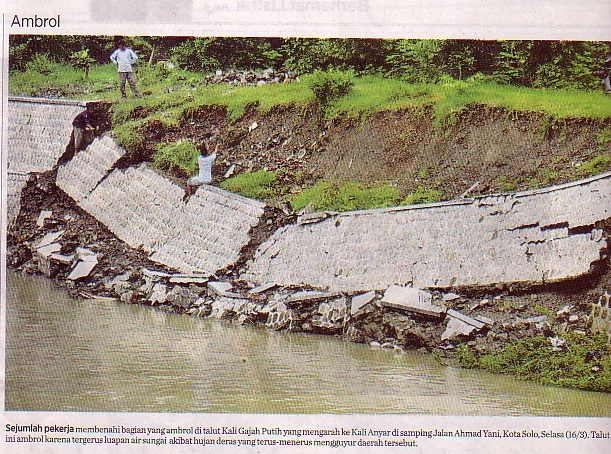 Ambrol
Sejumlah pekerja membenahi bagian yang ambrol di talut Kali Gajah Putih yang mengarah ke Kali Anyar di samping Jalan Ahmad Yani, Kota Solo, Selasa (16/3). Talut
ini ambrol karena tergerus luapan air sungai akibat hujan deras yang terus-menerus mengguyur daerah tersebut.